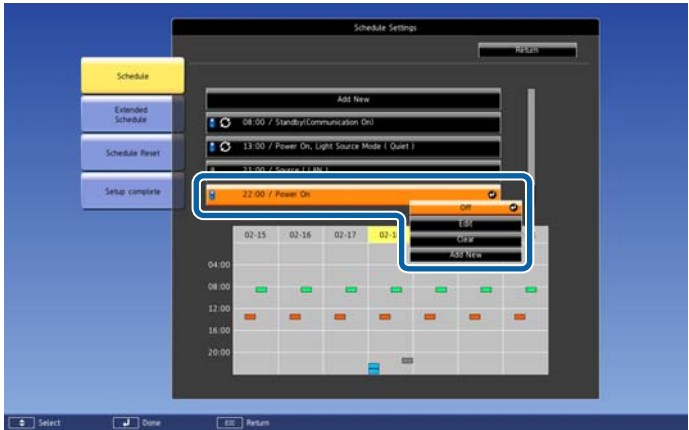 Schedule Settings
Return
Schedule
Extended
Schedule
Schedule Reset
Setup complete
Add New
08:00 / Standby(Communication On)
13:00 / Power On, Light Source Mode ( Quiet )
21:00 / Source ( LAN )
22:00 / Power On
Off
Edit
Clear
Add New
02-15 02-16 02-17
04:00
08:00
12:00
16:00
20:00
Select Done Esc Return